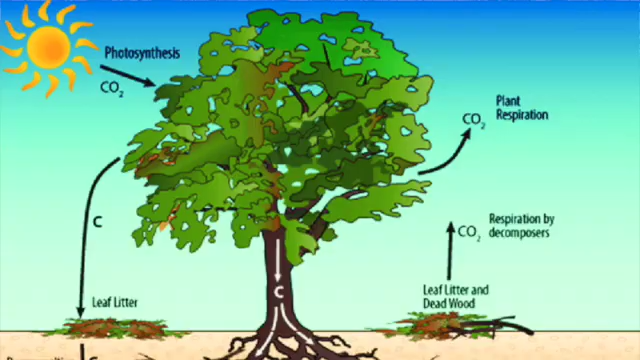 Photosynthesis
CO2
Plant
Respiration
CO2
C
Respiration by
decomposers
CO2
Leaf Litter
C
Leaf Litter and
Dead Wood